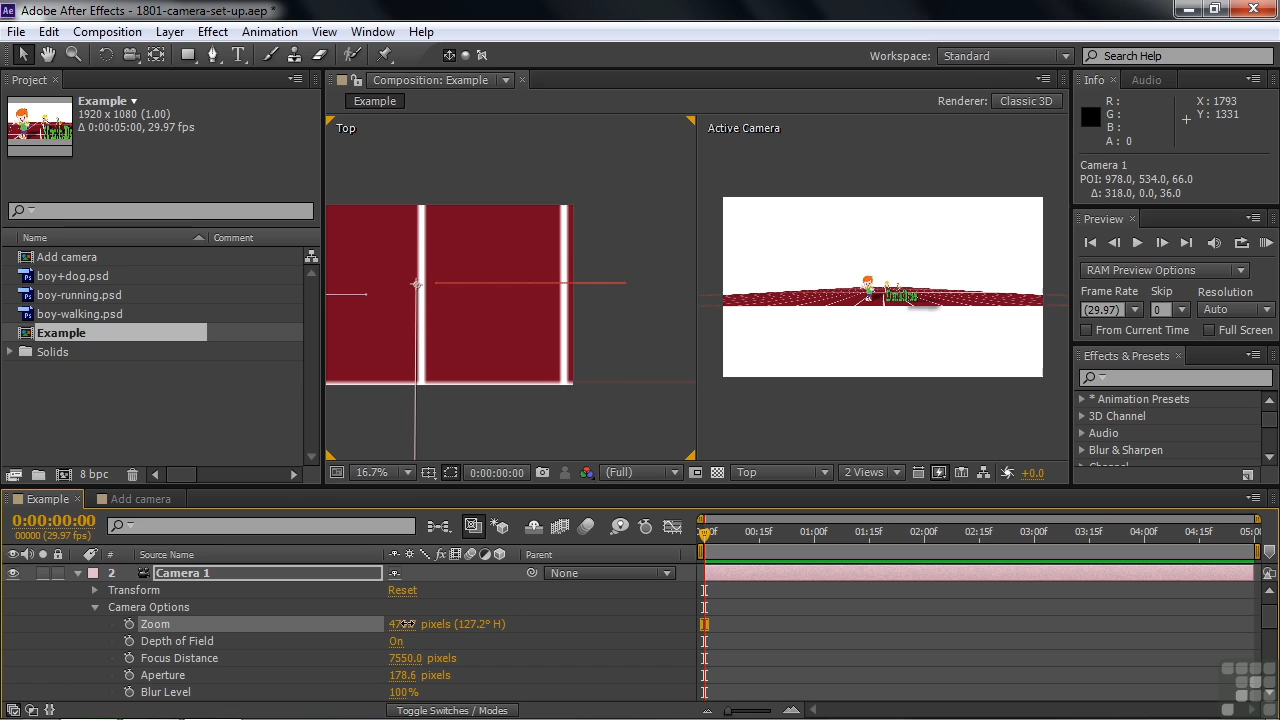 Adobe After Effects - 1801-camera-set-up.aep *
File Edit Composition Layer Effect Animation View Window Help
Workspace: Standard Search Help
Project
Example
1920 x 1080 (1.00)
Δ 0:00:05:00, 29.97 fps
Name Comment
Add camera
boy+dog.psd
boy-running.psd
boy-walking.psd
Example
Solids
8 bpc
Composition: Example
Example
Renderer: Classic 3D
Top
Active Camera
16.7% 0:00:00:00 (Full) Top 2 Views +0.0
Info Audio
R:
G:
B:
A: 0
X: 1793
Y: 1331
Camera 1
POI: 978.0, 534.0, 66.0
Δ: 318.0, 0.0, 36.0
Preview
RAM Preview Options
Frame Rate Skip Resolution
(29.97) 0 Auto
From Current Time Full Screen
Effects & Presets
* Animation Presets
3D Channel
Audio
Blur & Sharpen
Example Add camera
0:00:00:00
00000 (29.97 fps)
00:15f 01:00f 01:15f 02:00f 02:15f 03:00f 03:15f 04:00f 04:15f
# Source Name fx Parent
2 Camera 1 None
Transform Reset
Camera Options
Zoom pixels (127.2° H)
Depth of Field On
Focus Distance 7550.0 pixels
Aperture 178.6 pixels
Blur Level 100%
Toggle Switches / Modes